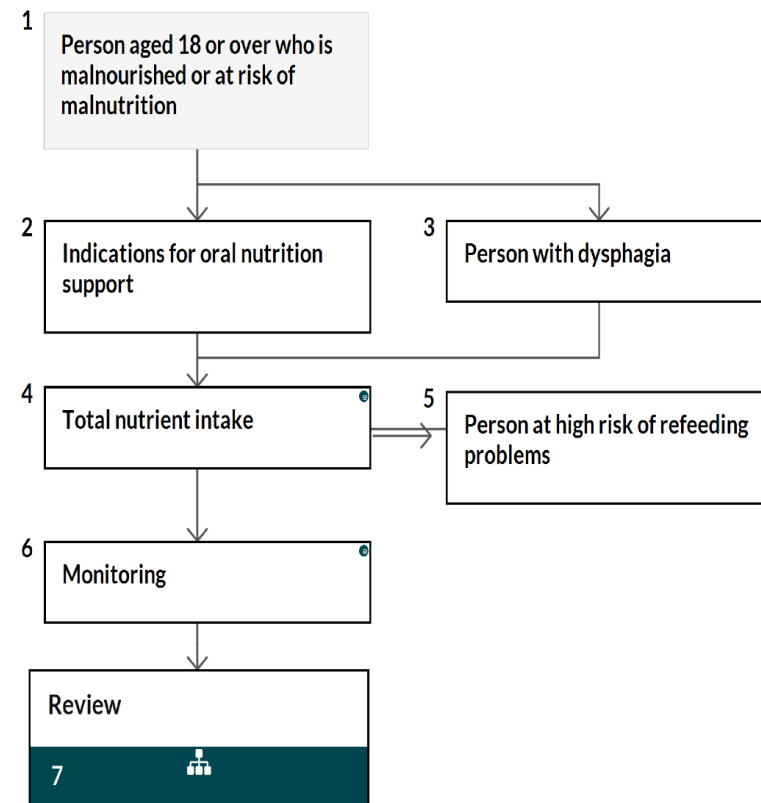 1
Person aged 18 or over who is
malnourished or at risk of
malnutrition
2
Indications for oral nutrition
support
3
Person with dysphagia
4
Total nutrient intake
5
Person at high risk of refeeding
problems
6
Monitoring
Review
7